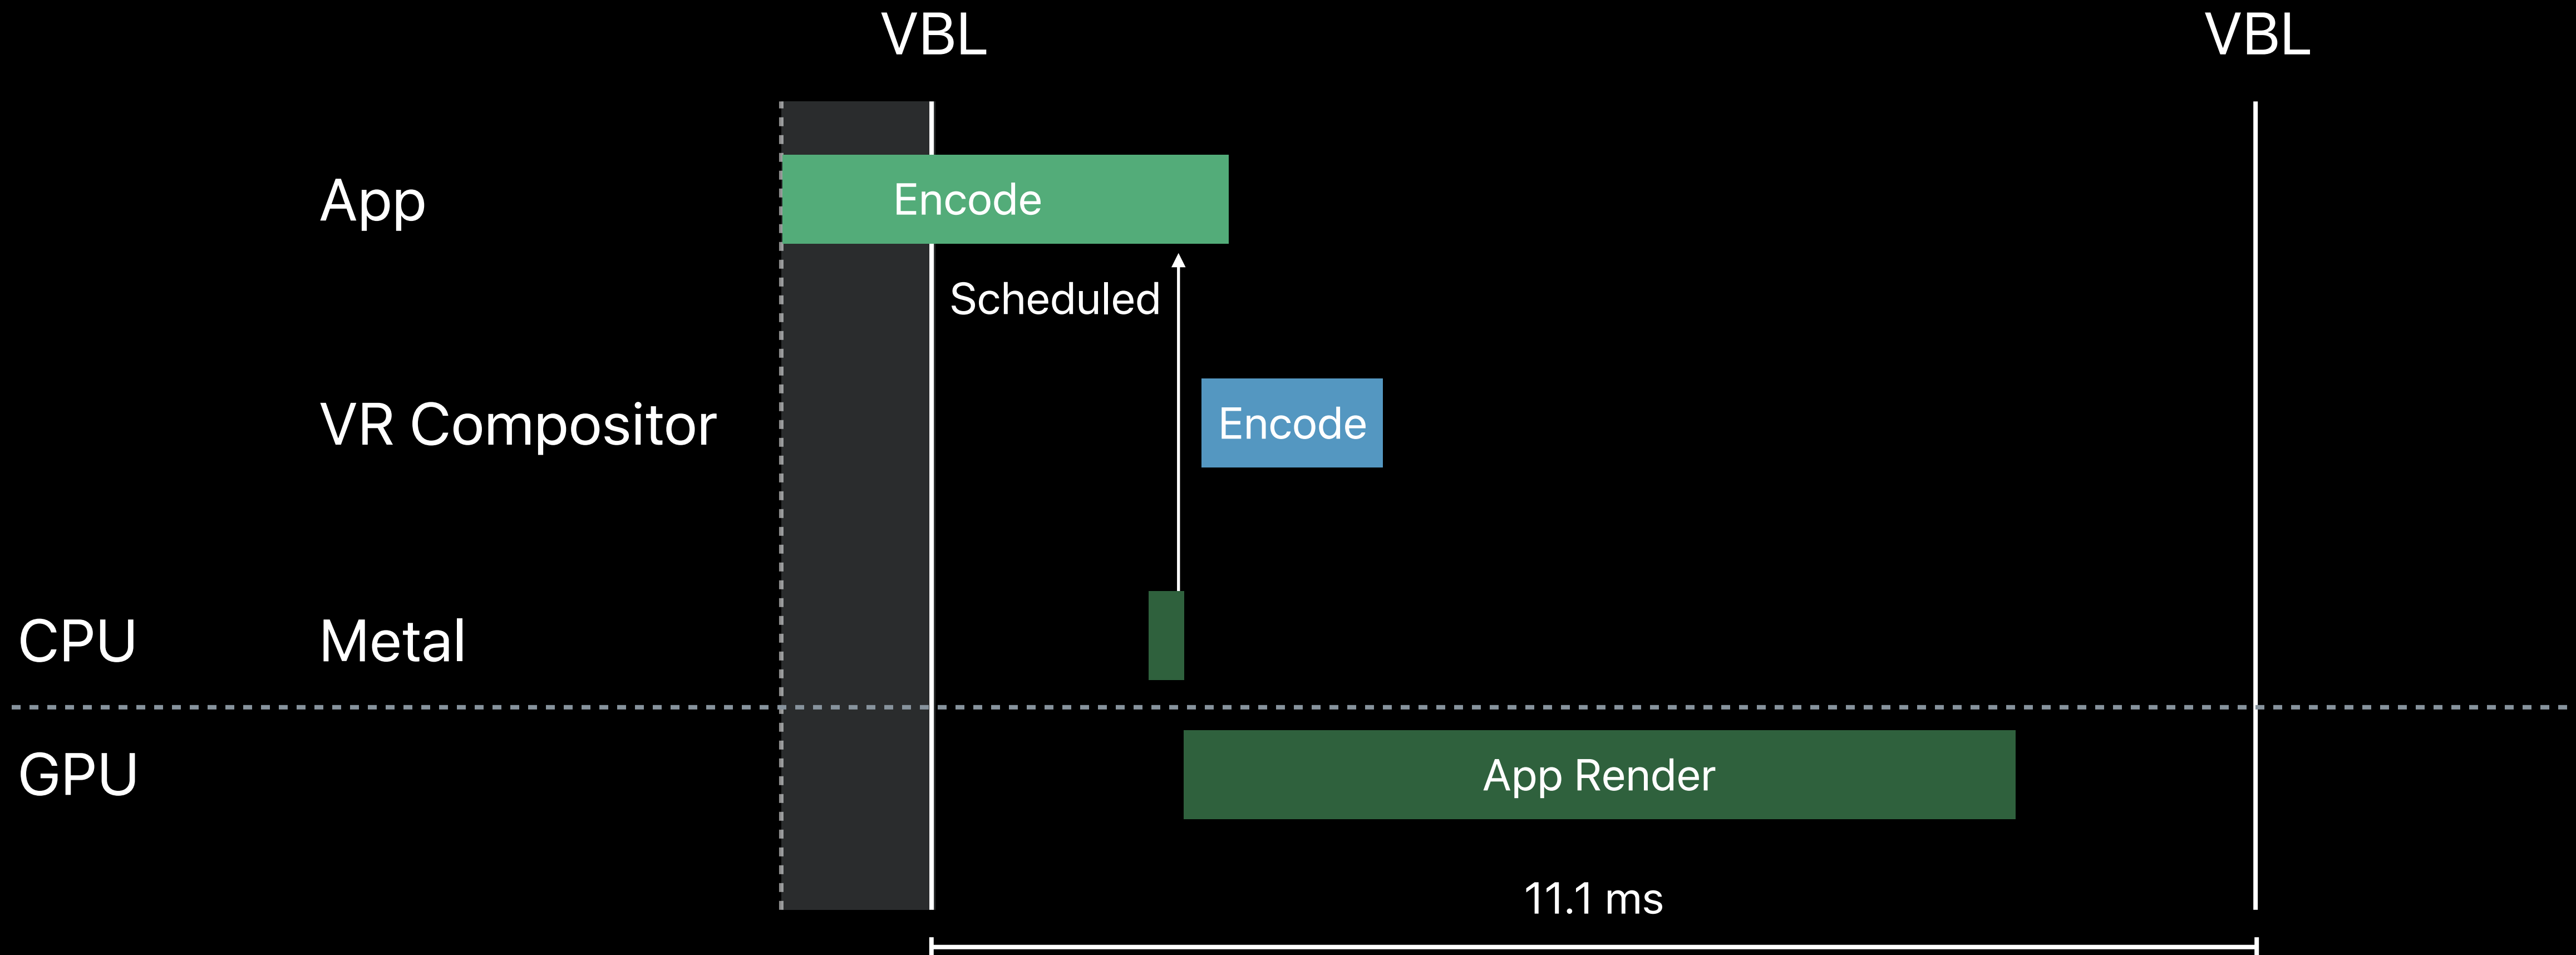 VBL
VBL
App
Encode
Scheduled
VR Compositor
Encode
CPU
Metal
GPU
App Render
11.1 ms